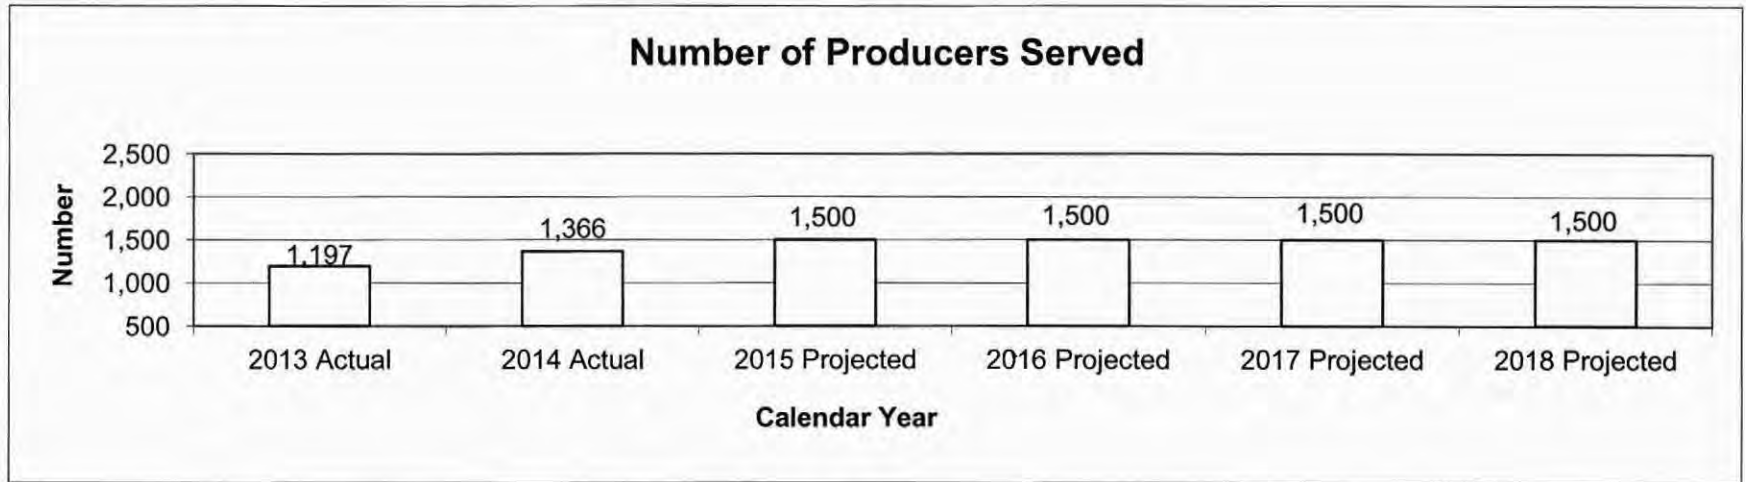 Number of Producers Served
2,500
2,000
1,500
1,000
500
Number
1,197
1,366
1,500
1,500
1,500
1,500
2013 Actual
2014 Actual
2015 Projected
2016 Projected
2017 Projected
2018 Projected
Calendar Year